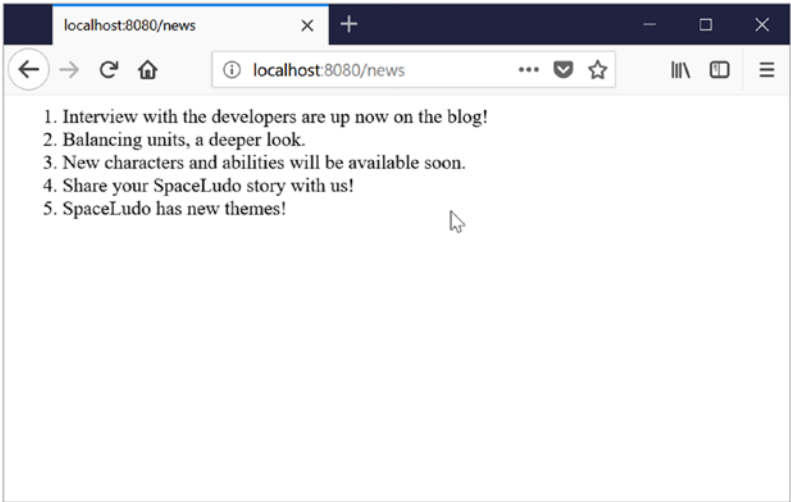 localhost:8080/news
localhost:8080/news
1. Interview with the developers are up now on the blog!
2. Balancing units, a deeper look.
3. New characters and abilities will be available soon.
4. Share your SpaceLudo story with us!
5. SpaceLudo has new themes!